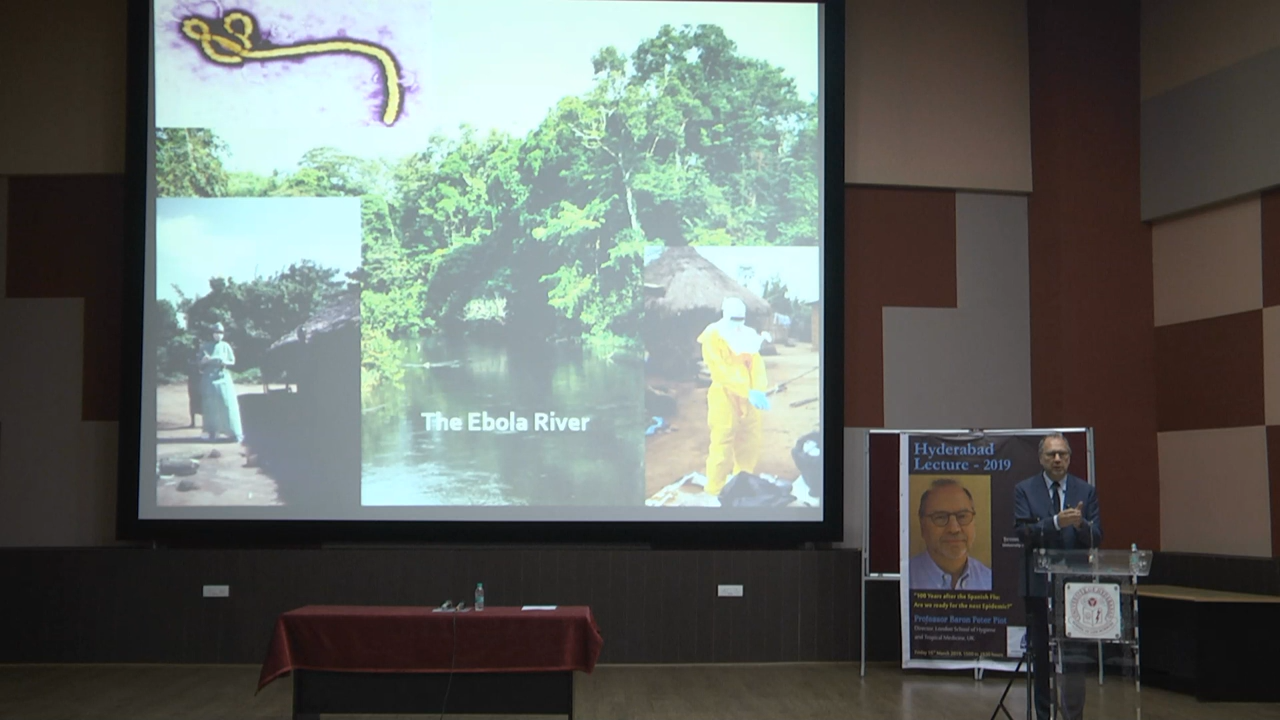 The Ebola River
Hyderabad
Lecture - 2019
"100 Years after the Spanish Flu:
Are we ready for the next Epidemic?"
Professor Baron Peter Piot
Director, London School of Hygiene
and Tropical Medicine, UK